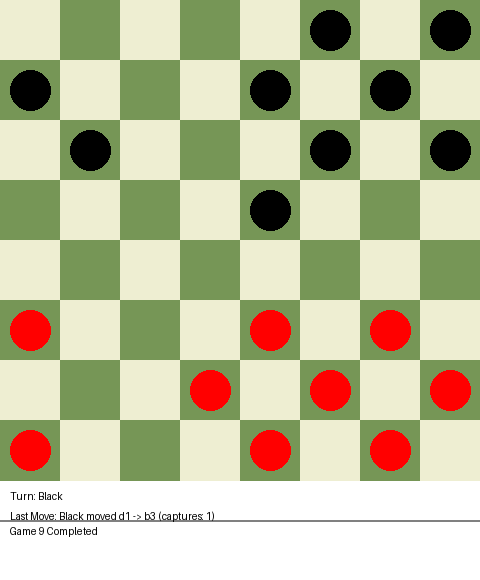 Turn: Black
Last Move: Black moved d1 -> b3 (captures: 1)
Game 9 Completed